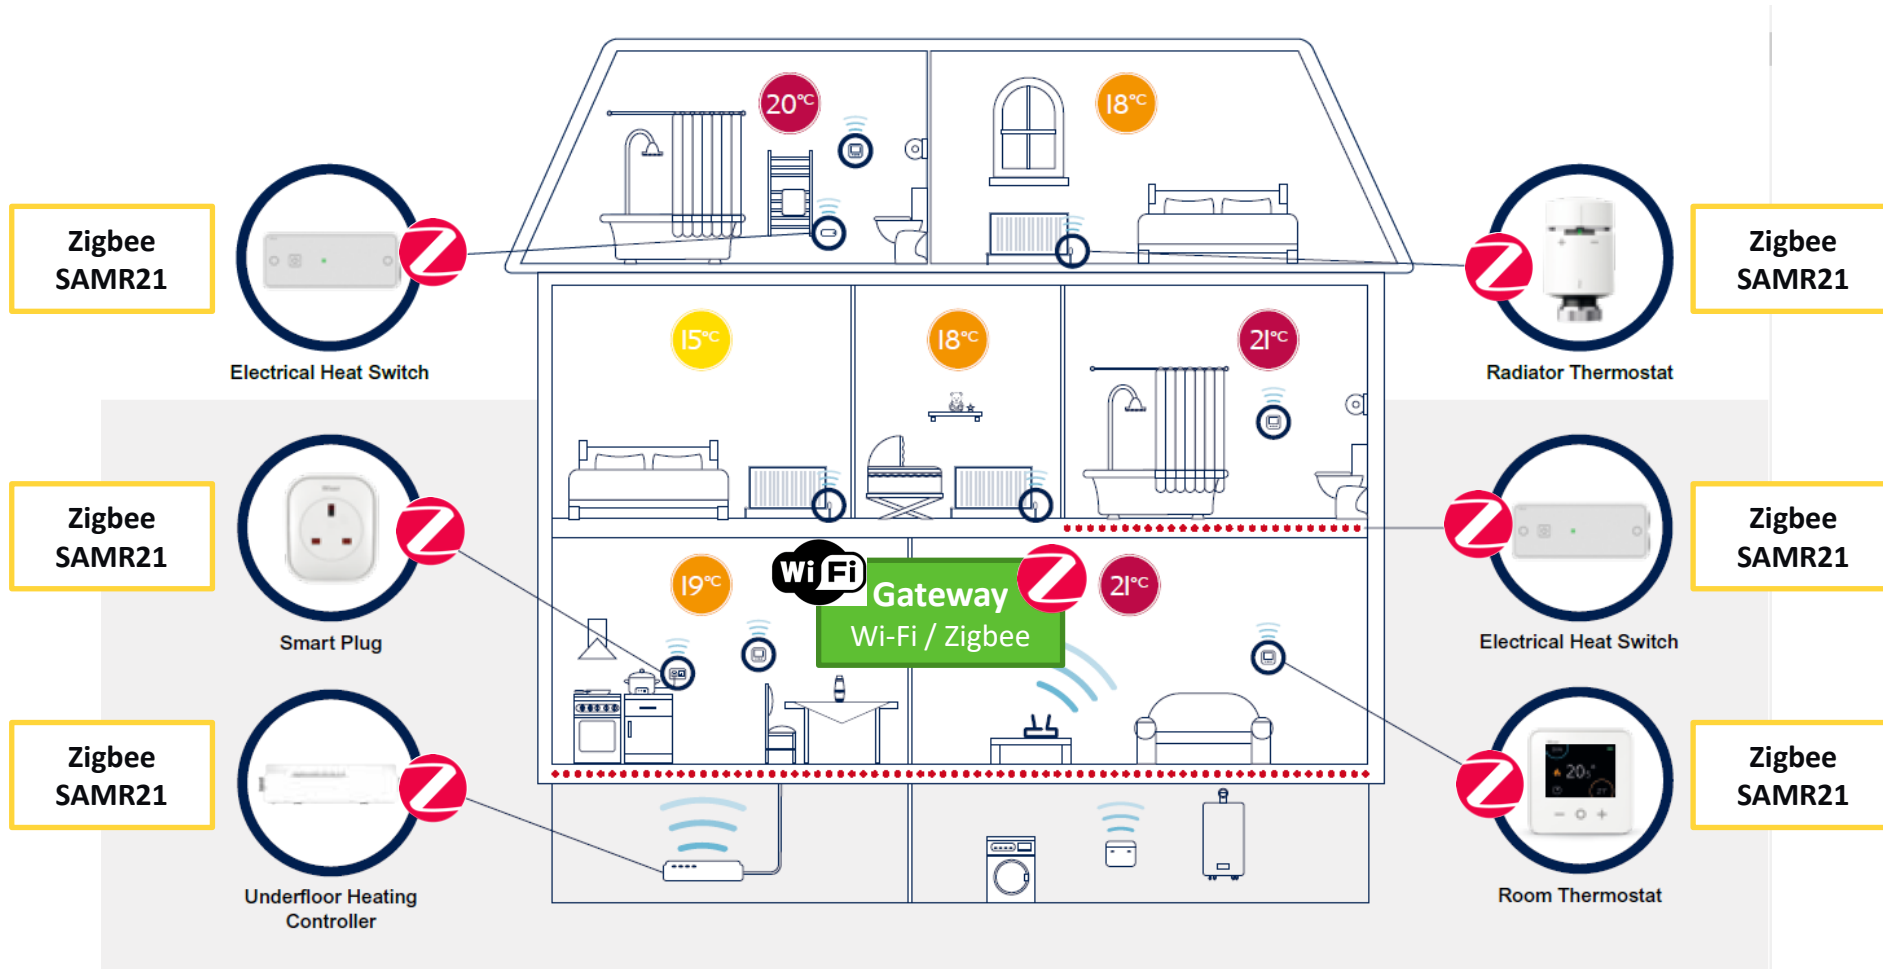 20°C
18°C
Zigbee
SAMR21
Electrical Heat Switch
Zigbee
SAMR21
Radiator Thermostat
15°C
18°C
21°C
Zigbee
SAMR21
Smart Plug
Zigbee
SAMR21
Electrical Heat Switch
19°C
WiFi
Gateway
Wi-Fi / Zigbee
21°C
Zigbee
SAMR21
Underfloor Heating
Controller
Zigbee
SAMR21
20
Room Thermostat